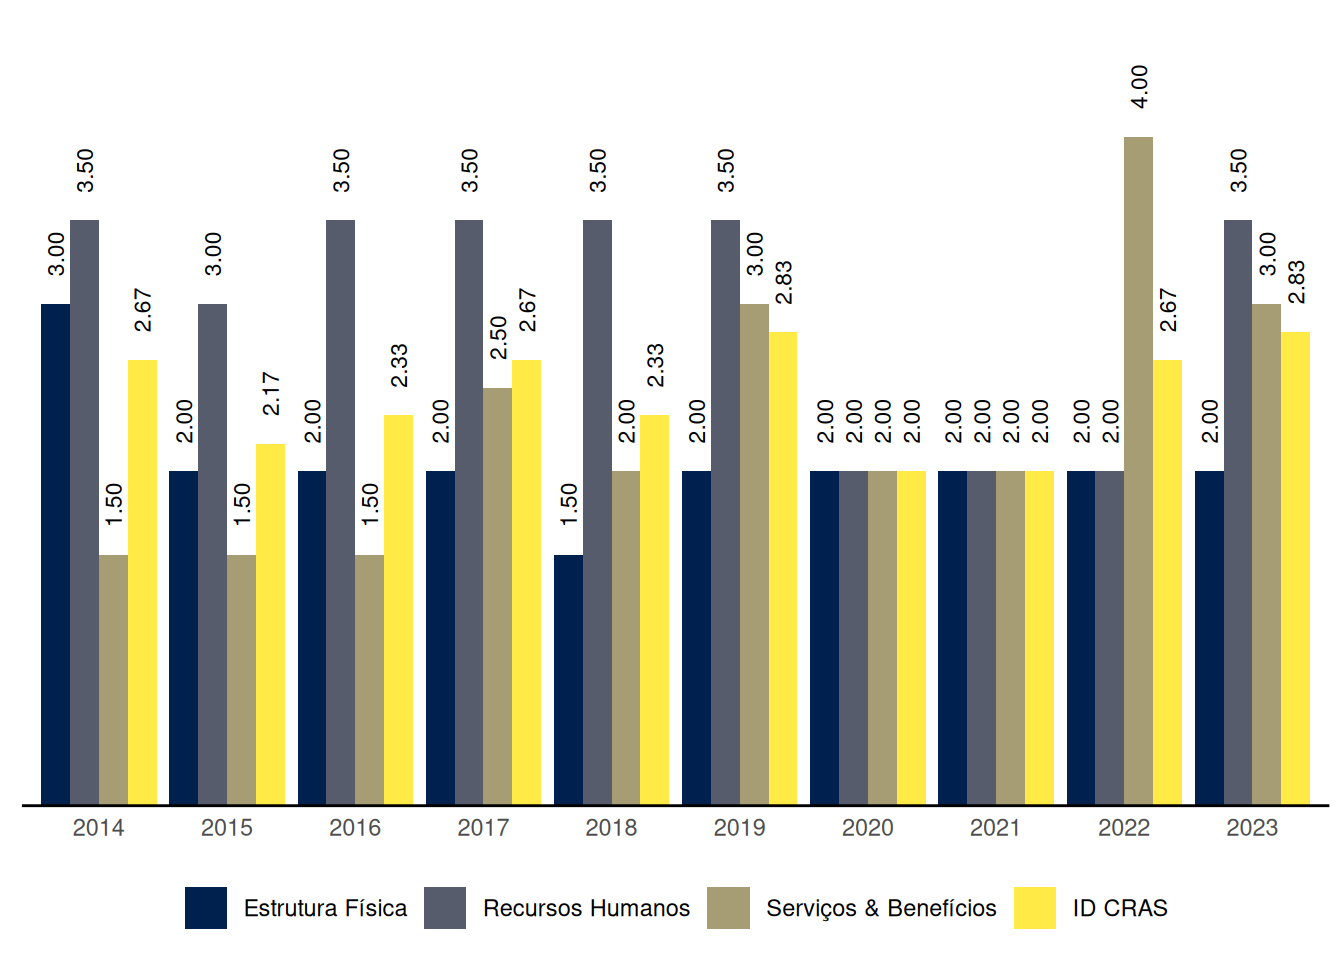 4.00
3.50 3.50 3.50 3.50 3.50 3.50
3.00 3.00 3.00 3.00
2.67 2.50 2.67 2.83 2.67 2.83
2.00 2.17 2.00 2.33 2.00 2.00 2.33 2.00 2.00 2.00 2.00 2.00 2.00 2.00 2.00 2.00 2.00 2.00 2.00
1.50 1.50 1.50 1.50
2014 2015 2016 2017 2018 2019 2020 2021 2022 2023
Estrutura Física Recursos Humanos Serviços & Benefícios ID CRAS